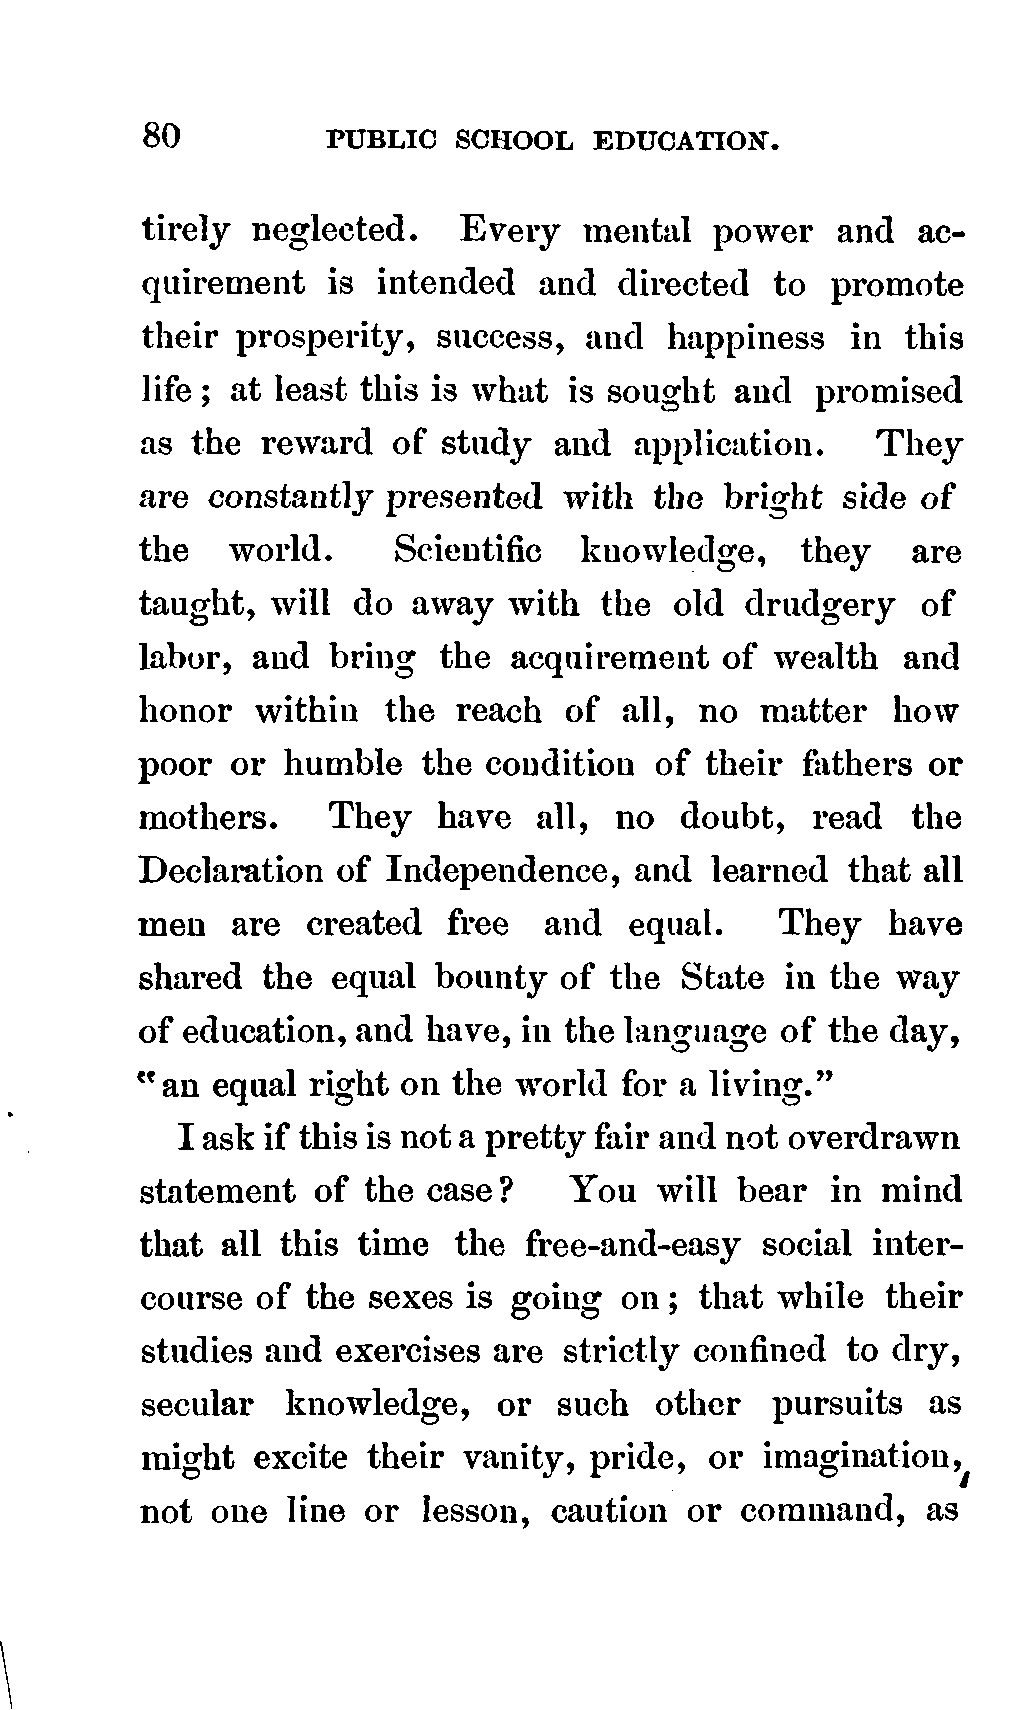 80 PUBLIC SCHOOL EDUCATION.
tirely neglected. Every mental power and ac-
quirement is intended and directed to promote
their prosperity, success, and happiness in this
life; at least this is what is sought and promised
as the reward of study and application. They
are constantly presented with the bright side of
the world. Scientific knowledge, they are
taught, will do away with the old drudgery of
labor, and bring the acquirement of wealth and
honor within the reach of all, no matter how
poor or humble the condition of their fathers or
mothers. They have all, no doubt, read the
Declaration of Independence, and learned that all
men are created free and equal. They have
shared the equal bounty of the State in the way
of education, and have, in the language of the day,
"an equal right on the world for a living."
I ask if this is not a pretty fair and not overdrawn
statement of the case? You will bear in mind
that all this time the free-and-easy social inter-
course of the sexes is going on; that while their
studies and exercises are strictly confined to dry,
secular knowledge, or such other pursuits as
might excite their vanity, pride, or imagination,
not one line or lesson, caution or command, as